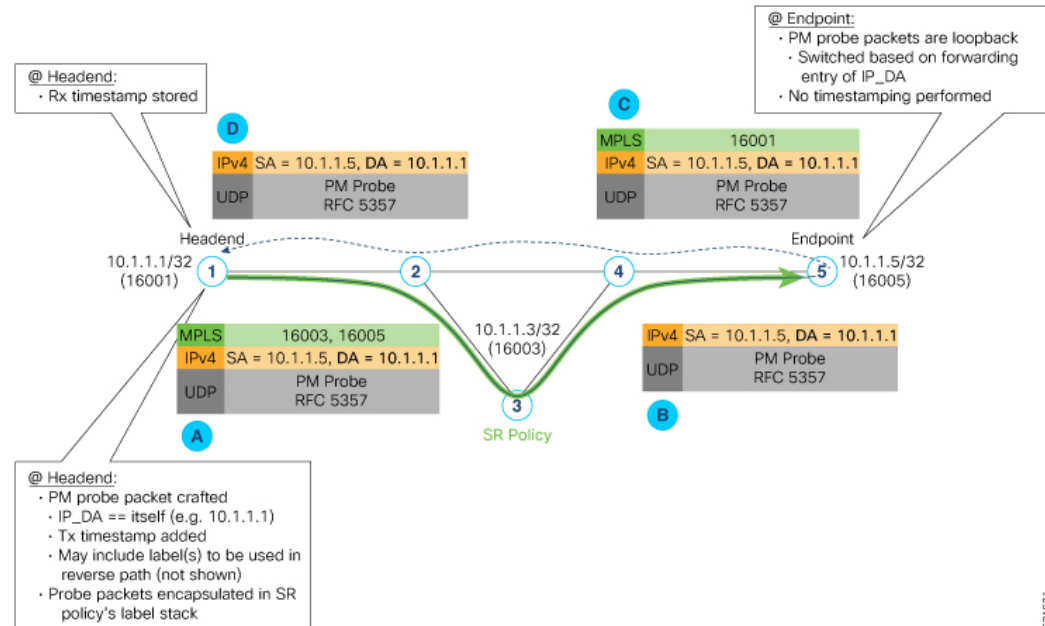 @ Endpoint:
· PM probe packets are loopback
· Switched based on forwarding
entry of IP_DA
· No timestamping performed
@ Headend:
· Rx timestamp stored
D
IPv4 SA = 10.1.1.5, DA = 10.1.1.1
UDP PM Probe
RFC 5357
C
MPLS 16001
IPv4 SA = 10.1.1.5, DA = 10.1.1.1
UDP PM Probe
RFC 5357
Headend
10.1.1.1/32
(16001)
1
2
4
5
Endpoint
10.1.1.5/32
(16005)
10.1.1.3/32
(16003)
3
SR Policy
MPLS 16003, 16005
IPv4 SA = 10.1.1.5, DA = 10.1.1.1
UDP PM Probe
RFC 5357
A
IPv4 SA = 10.1.1.5, DA = 10.1.1.1
UDP PM Probe
RFC 5357
B
@ Headend:
· PM probe packet crafted
· IP_DA == itself (e.g. 10.1.1.1)
· Tx timestamp added
· May include label(s) to be used in
reverse path (not shown)
· Probe packets encapsulated in SR
policy's label stack